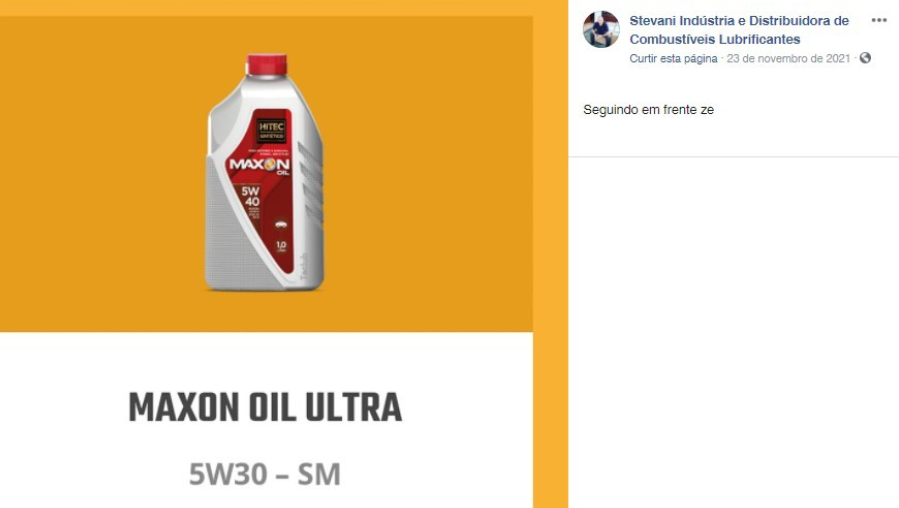 HITEC
SINTÉTICO
MAXON
OIL
5W
40
1,0
MAXON OIL ULTRA
5W30 – SM
Stevani Indústria e Distribuidora de
Combustíveis Lubrificantes
Curtir esta página · 23 de novembro de 2021 ·
Seguindo em frente ze